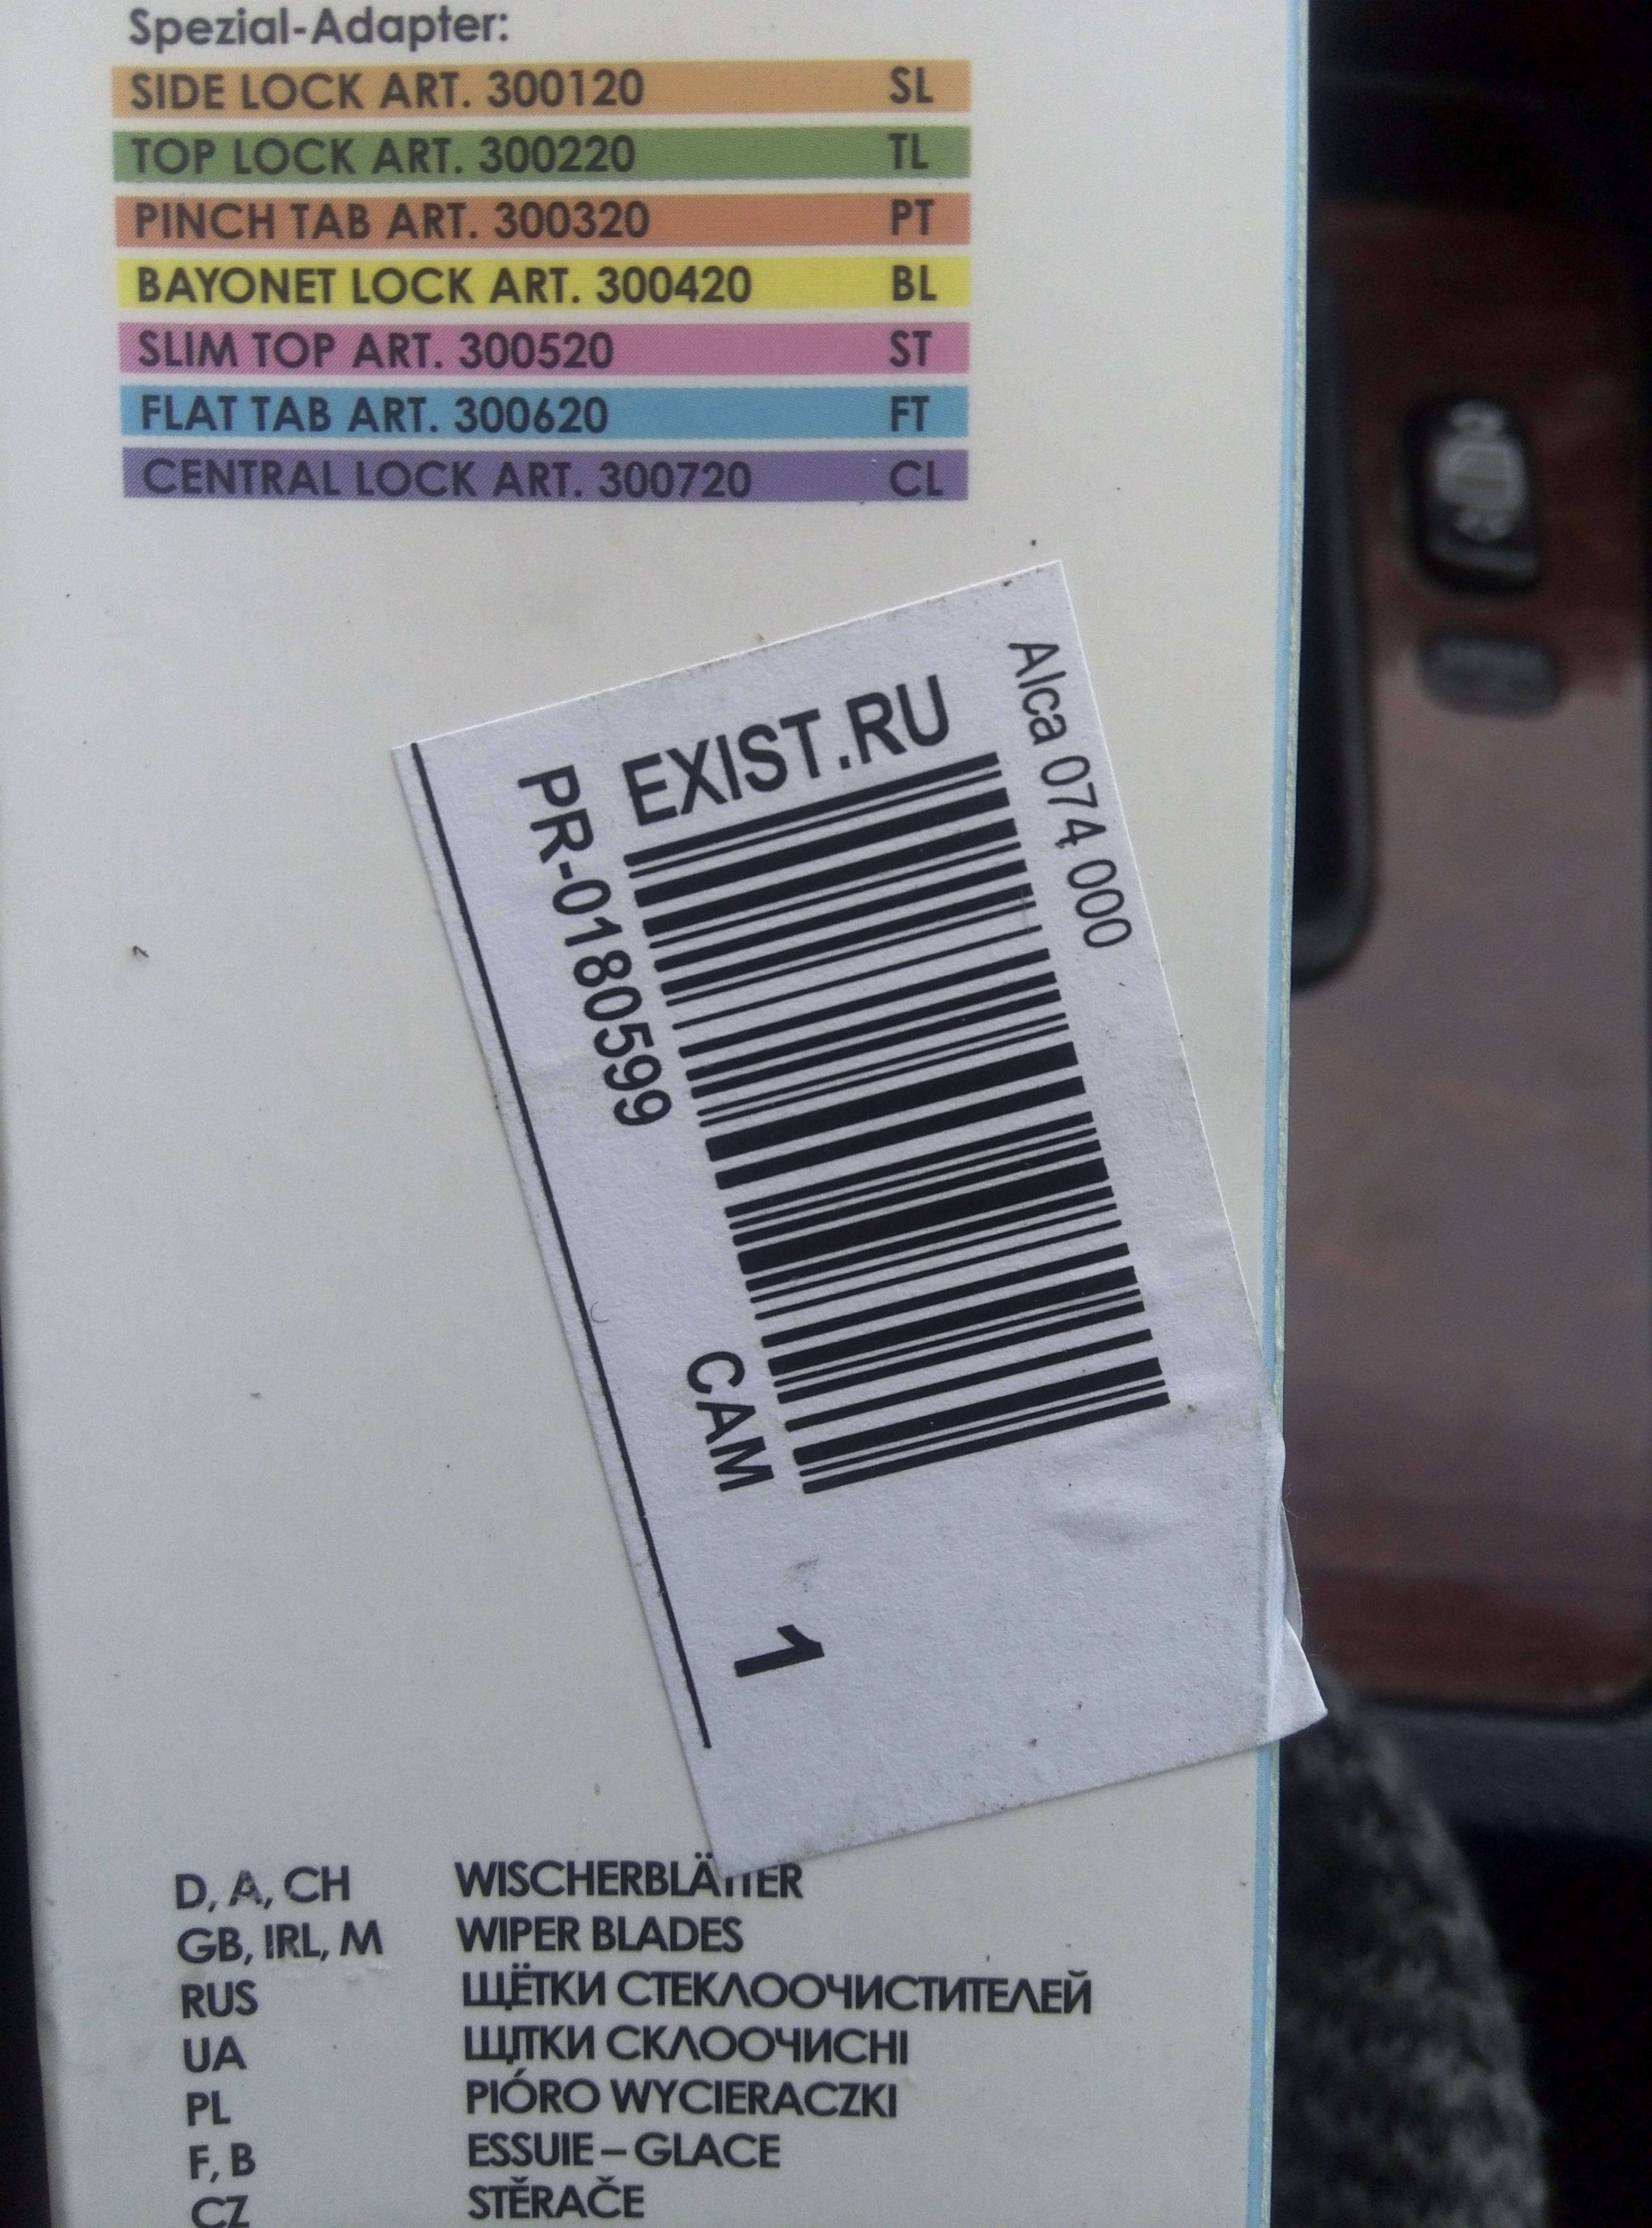 Spezial-Adapter:
SIDE LOCK ART. 300120 SL
TOP LOCK ART. 300220 TL
PINCH TAB ART. 300320 PT
BAYONET LOCK ART. 300420 BL
SLIM TOP ART. 300520 ST
FLAT TAB ART. 300620 FT
CENTRAL LOCK ART. 300720 CL
Alca 074 000
EXIST.RU
PR-0180599 CAM 1
D, A, CH WISCHERBLÄTTER
GB, IRL, M WIPER BLADES
RUS ЩЁТКИ СТЕКЛООЧИСТИТЕЛЕЙ
UA ЩІТКИ СКЛООЧИСНІ
PL PIÓRO WYCIERACZKI
F, B ESSUIE – GLACE
CZ STĚRAČE